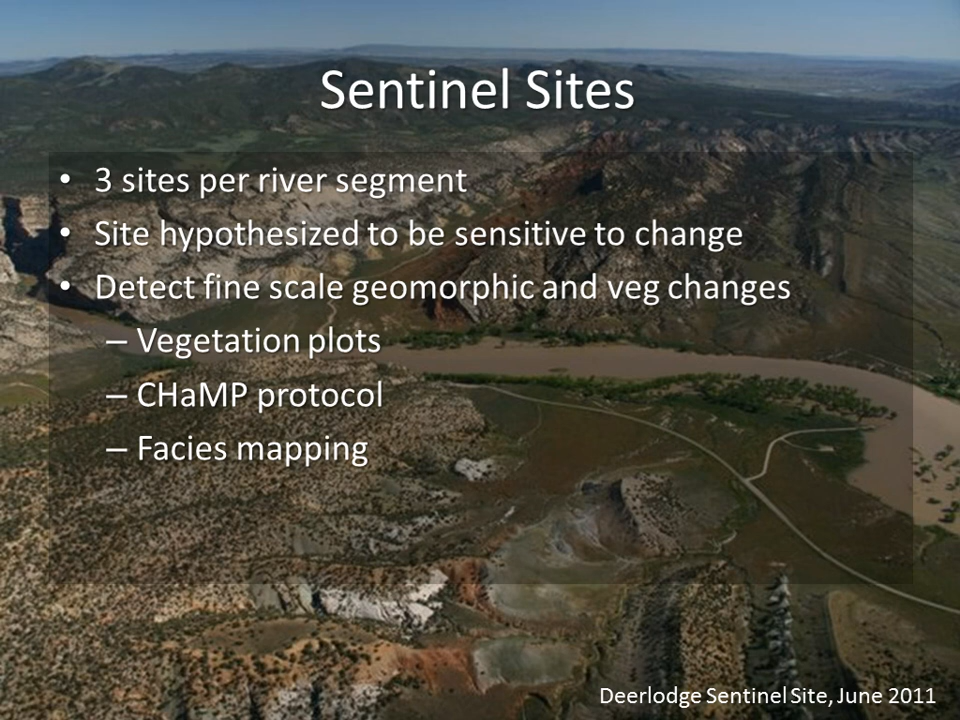 Sentinel Sites
• 3 sites per river segment
• Site hypothesized to be sensitive to change
• Detect fine scale geomorphic and veg changes
– Vegetation plots
– CHaMP protocol
– Facies mapping
Deerlodge Sentinel Site, June 2011